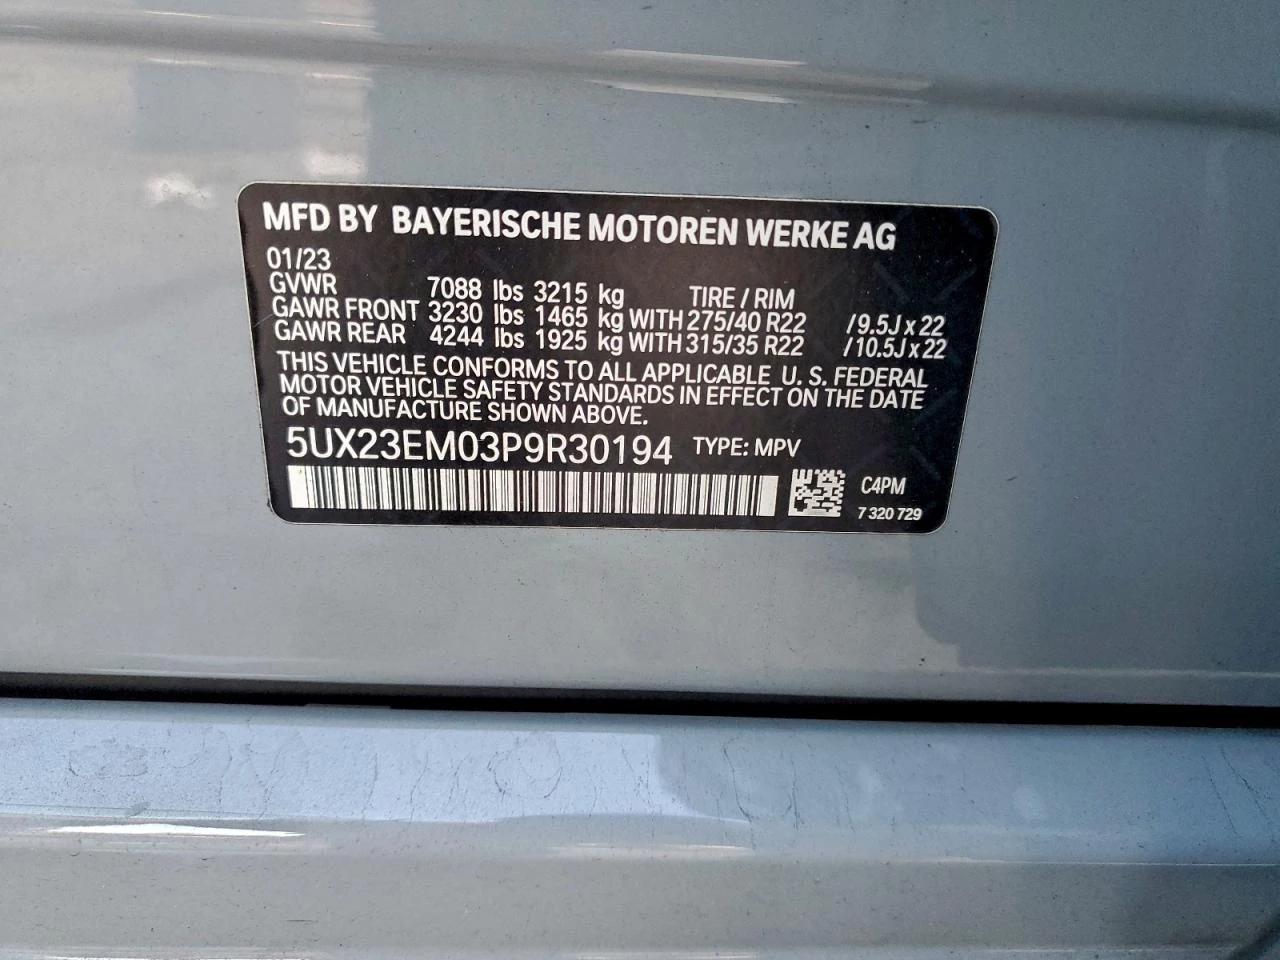 MFD BY BAYERISCHE MOTOREN WERKE AG
01/23
GVWR 7088 lbs 3215 kg TIRE / RIM
GAWR FRONT 3230 lbs 1465 kg WITH 275/40 R22 / 9.5J x 22
GAWR REAR 4244 lbs 1925 kg WITH 315/35 R22 / 10.5J x 22
THIS VEHICLE CONFORMS TO ALL APPLICABLE U. S. FEDERAL
MOTOR VEHICLE SAFETY STANDARDS IN EFFECT ON THE DATE
OF MANUFACTURE SHOWN ABOVE.
5UX23EM03P9R30194 TYPE: MPV
C4PM
7 320 729